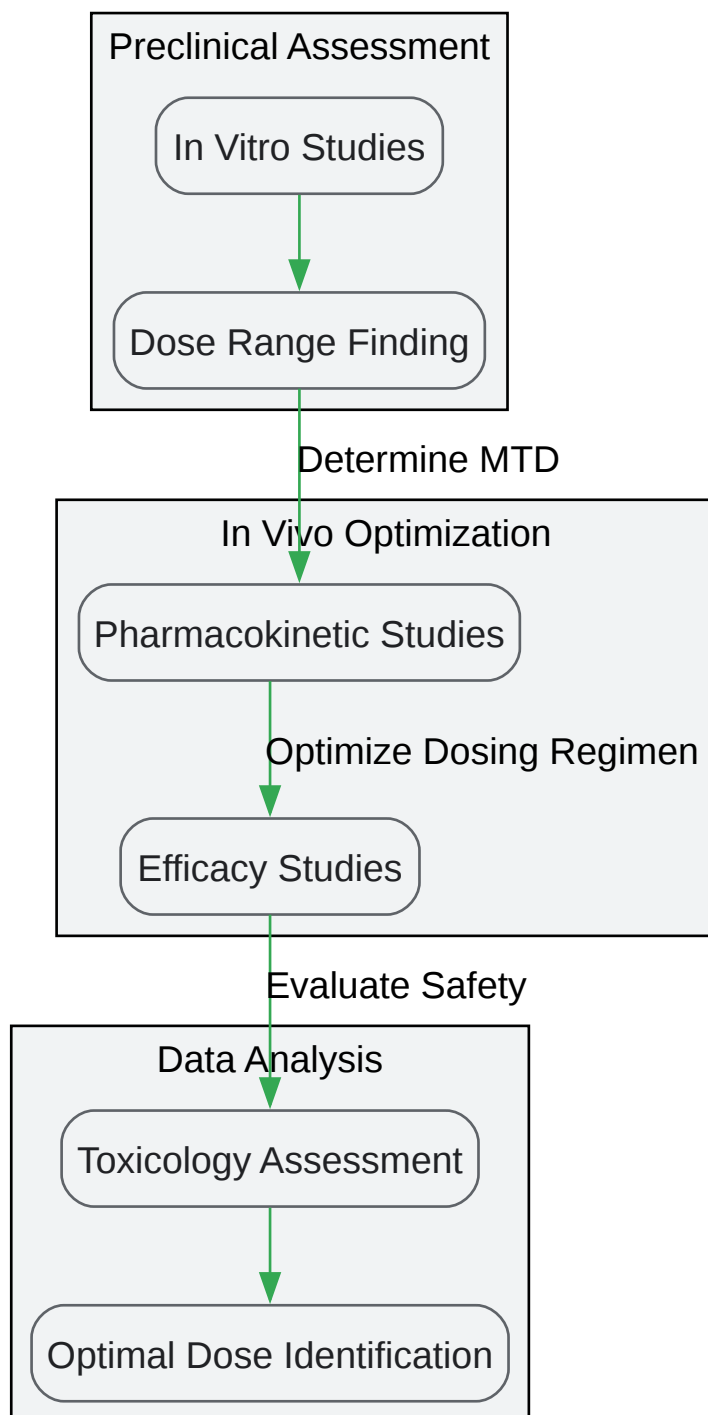 Preclinical Assessment
In Vitro Studies
Dose Range Finding
Determine MTD
In Vivo Optimization
Pharmacokinetic Studies
Optimize Dosing Regimen
Efficacy Studies
Evaluate Safety
Data Analysis
Toxicology Assessment
Optimal Dose Identification